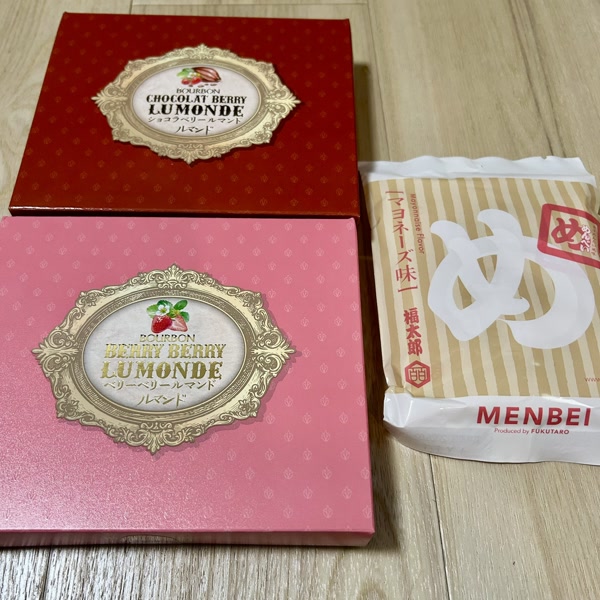 BOURBON
CHOCOLAT BERRY
LUMONDE
ショコラベリールマンド
ルマンド
BOURBON
BERRY BERRY
LUMONDE
ベリーベリールマンド
ルマンド
Mayonnaise flavor
マヨネーズ味
福太郎
め
め
MENBEI
Produced by FUKUTARO